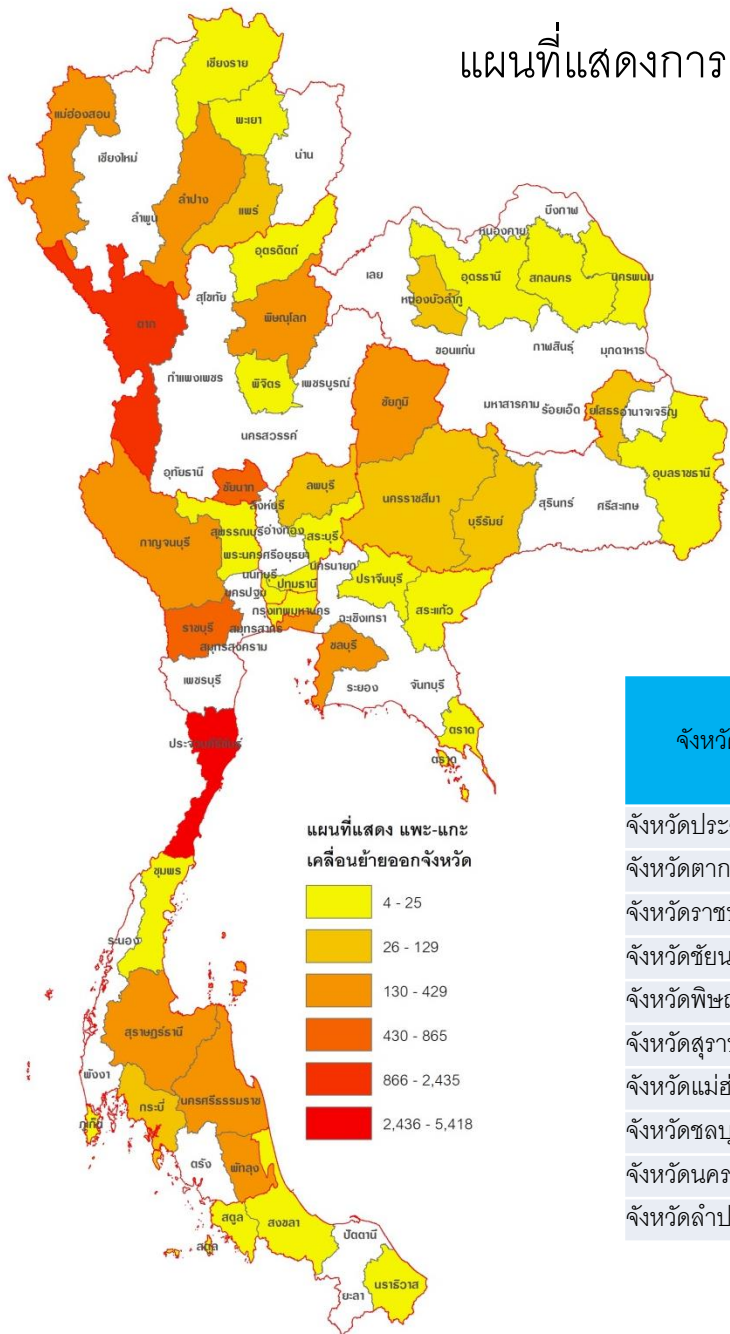 แผนที่แสดงการ
เชียงราย
แม่ฮ่องสอน
พะเยา
เชียงใหม่
น่าน
ลำปาง
ลำพูน
แพร่
บึงกาฬ
หนองคาย
อุตรดิตถ์
เลย
อุดรธานี
สกลนคร
นครพนม
สุโขทัย
หนองบัวลำภู
ตาก
พิษณุโลก
ขอนแก่น
กาฬสินธุ์
มุกดาหาร
กำแพงเพชร
พิจิตร
เพชรบูรณ์
ชัยภูมิ
มหาสารคาม
ร้อยเอ็ด
ยโสธร
อำนาจเจริญ
นครสวรรค์
อุบลราชธานี
อุทัยธานี
ชัยนาท
ลพบุรี
นครราชสีมา
สิงห์บุรี
บุรีรัมย์
สุรินทร์
ศรีสะเกษ
กาญจนบุรี
สุพรรณบุรี
อ่างทอง
สระบุรี
พระนครศรีอยุธยา
นครนายก
นนทบุรี
ปทุมธานี
ปราจีนบุรี
นครปฐม
กรุงเทพมหานคร
สระแก้ว
ราชบุรี
สมุทรสาคร
ฉะเชิงเทรา
สมุทรสงคราม
ชลบุรี
เพชรบุรี
ระยอง
จันทบุรี
ตราด
ตราด
ประจวบคีรีขันธ์
ชุมพร
ระนอง
สุราษฎร์ธานี
พังงา
กระบี่
นครศรีธรรมราช
ภูเก็ต
ตรัง
พัทลุง
สตูล
สงขลา
สตูล
ปัตตานี
ยะลา
นราธิวาส
แผนที่แสดง แพะ-แกะ
เคลื่อนย้ายออกจังหวัด
4 - 25
26 - 129
130 - 429
430 - 865
866 - 2,435
2,436 - 5,418
จังหวั
จังหวัดประ
จังหวัดตาก
จังหวัดราช
จังหวัดชัยน
จังหวัดพิษ
จังหวัดสุรา
จังหวัดแม่ฮ่
จังหวัดชลบุ
จังหวัดนคร
จังหวัดลำป